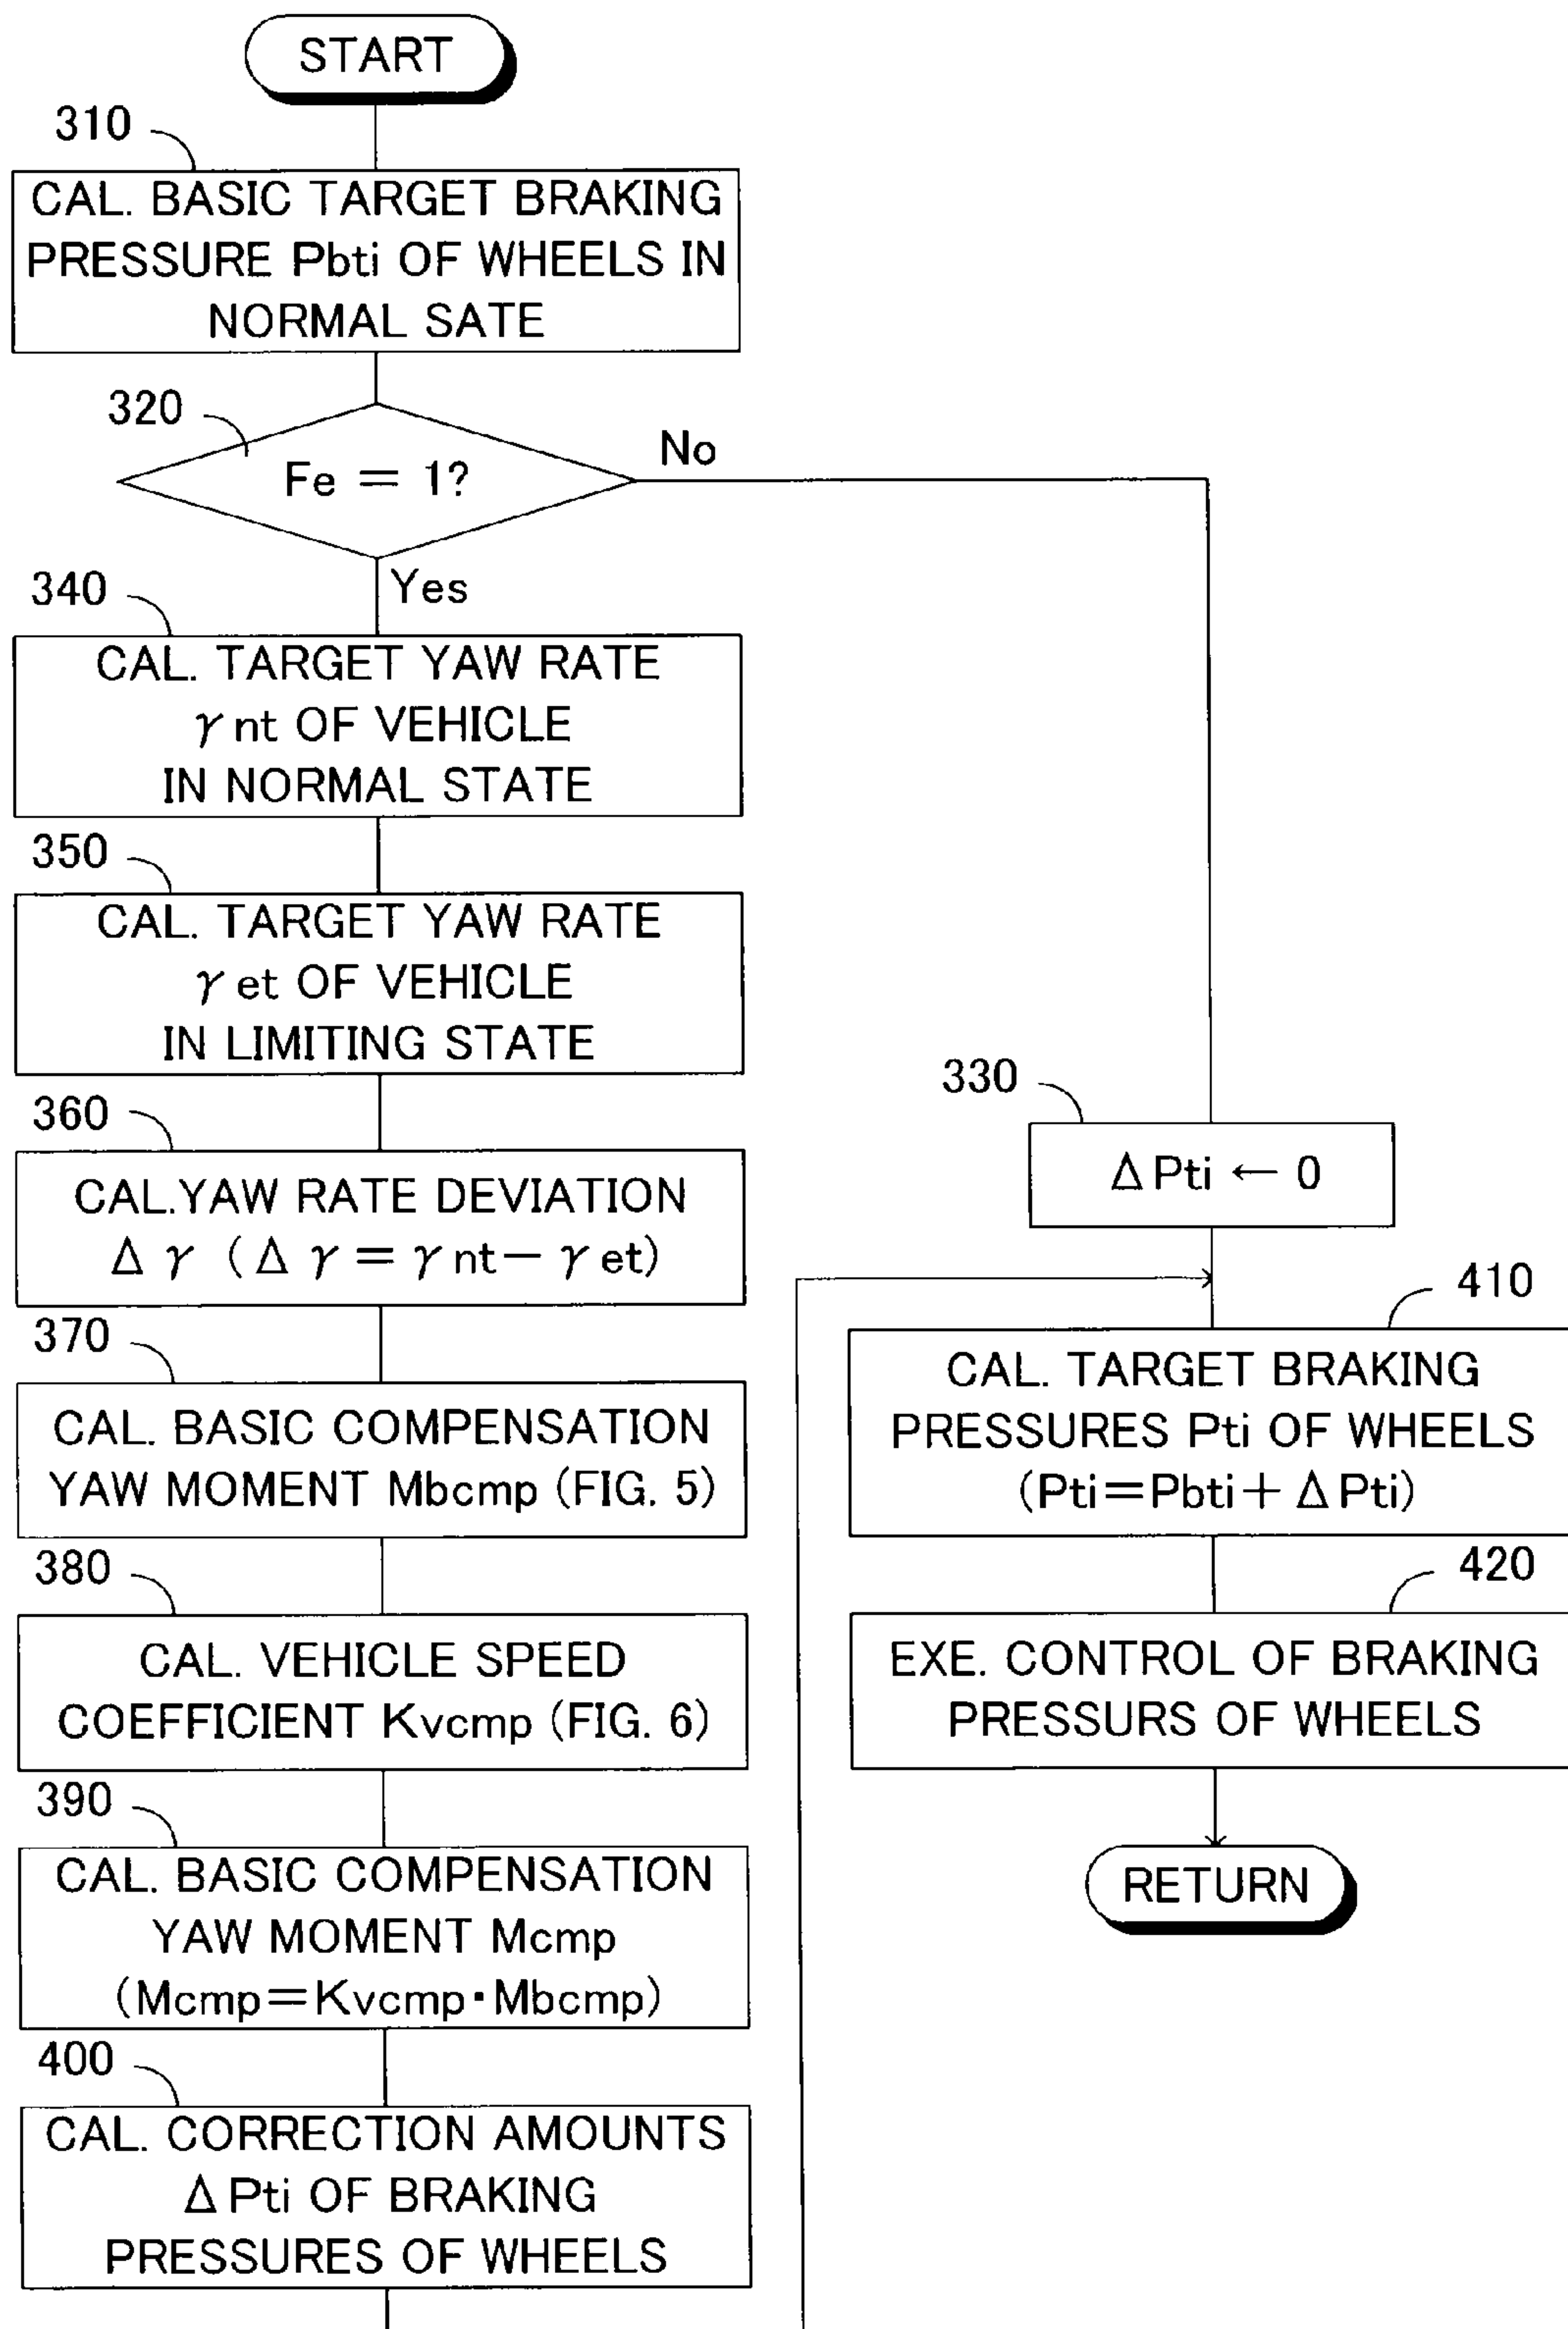 START
310
CAL. BASIC TARGET BRAKING
PRESSURE Pbti OF WHEELS IN
NORMAL SATE
320
Fe = 1?
No
Yes
340
CAL. TARGET YAW RATE
γnt OF VEHICLE
IN NORMAL STATE
350
CAL. TARGET YAW RATE
γet OF VEHICLE
IN LIMITING STATE
360
CAL.YAW RATE DEVIATION
Δγ (Δγ = γnt− γet)
370
CAL. BASIC COMPENSATION
YAW MOMENT Mbcmp (FIG. 5)
380
CAL. VEHICLE SPEED
COEFFICIENT Kvcmp (FIG. 6)
390
CAL. BASIC COMPENSATION
YAW MOMENT Mcmp
(Mcmp=Kvcmp・Mbcmp)
400
CAL. CORRECTION AMOUNTS
ΔPti OF BRAKING
PRESSURES OF WHEELS
330
ΔPti ← 0
410
CAL. TARGET BRAKING
PRESSURES Pti OF WHEELS
(Pti=Pbti+ΔPti)
420
EXE. CONTROL OF BRAKING
PRESSURS OF WHEELS
RETURN